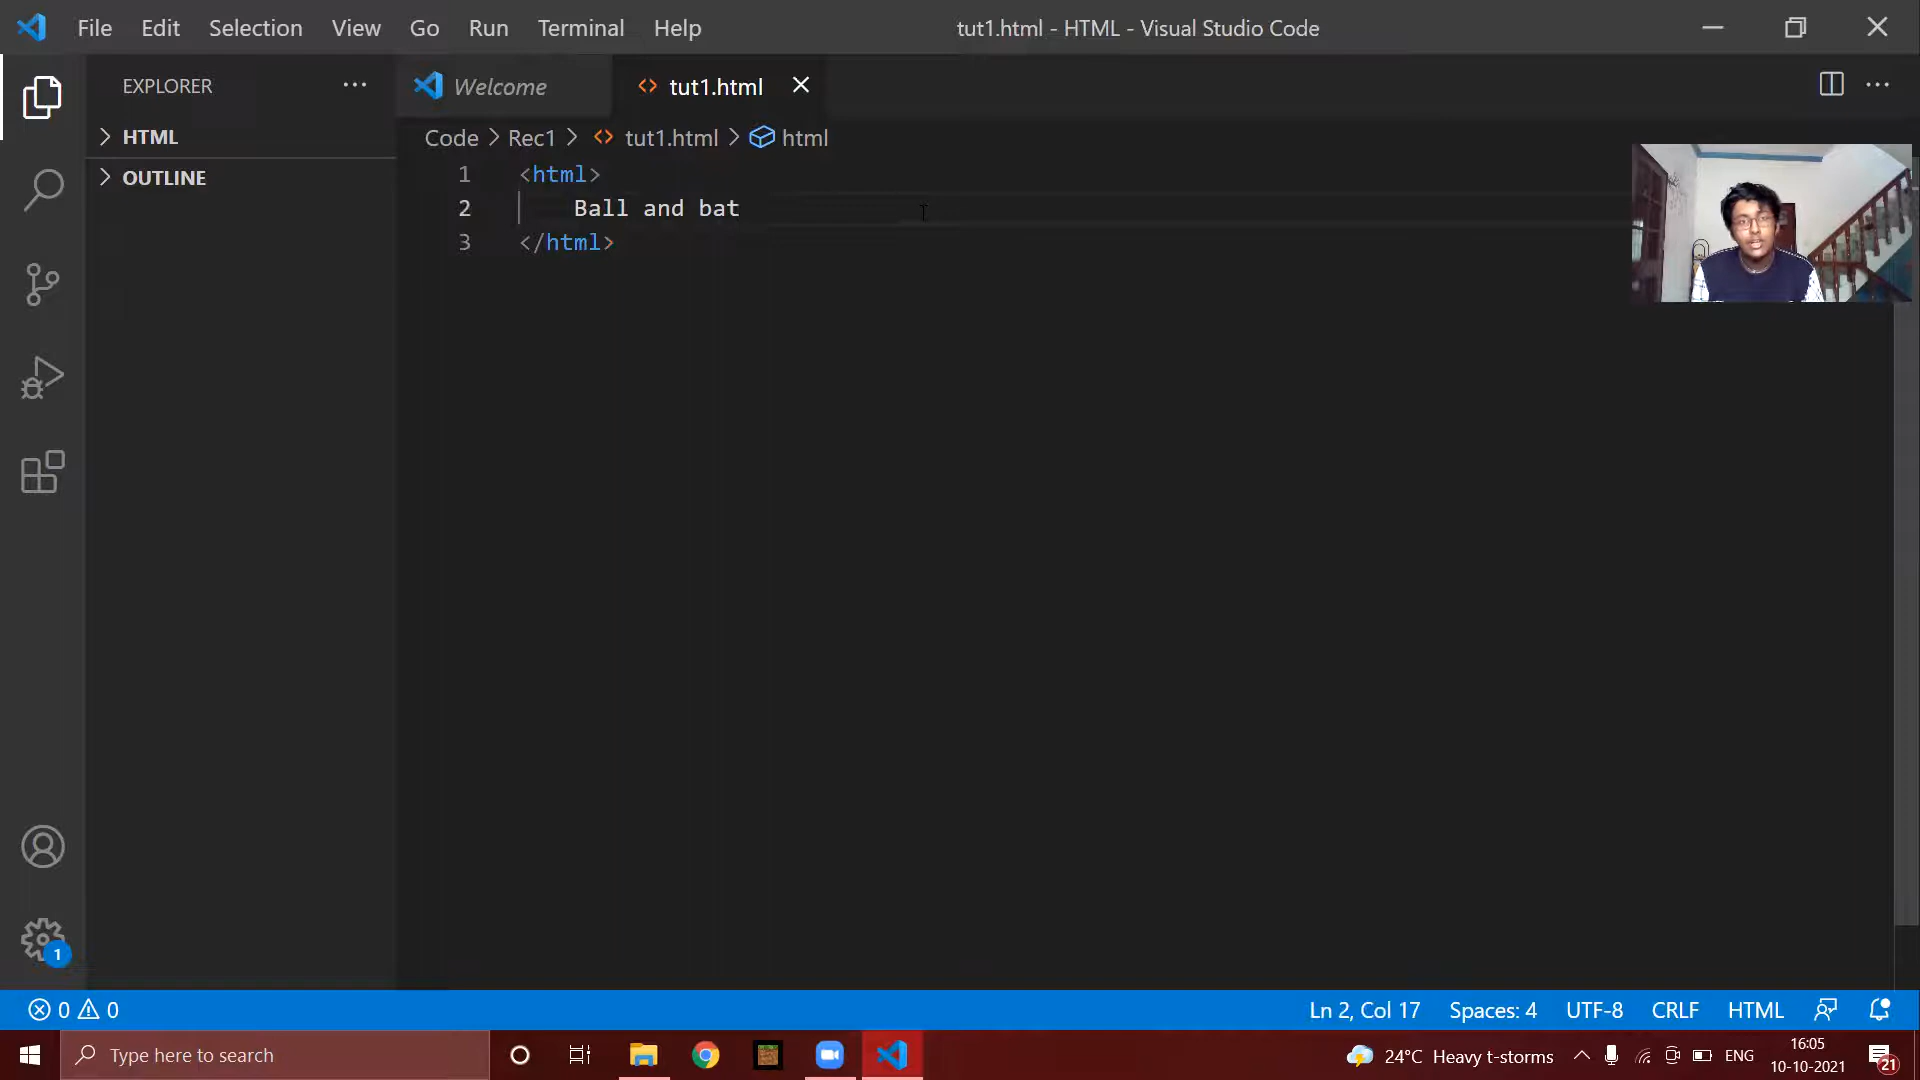 File Edit Selection View Go Run Terminal Help tut1.html - HTML - Visual Studio Code
EXPLORER
Welcome
tut1.html
HTML
OUTLINE
Code > Rec1 > tut1.html > html
1 <html>
2 Ball and bat
3 </html>
1
0 0
Ln 2, Col 17 Spaces: 4 UTF-8 CRLF HTML
Type here to search
24°C Heavy t-storms
ENG
16:05
10-10-2021
21